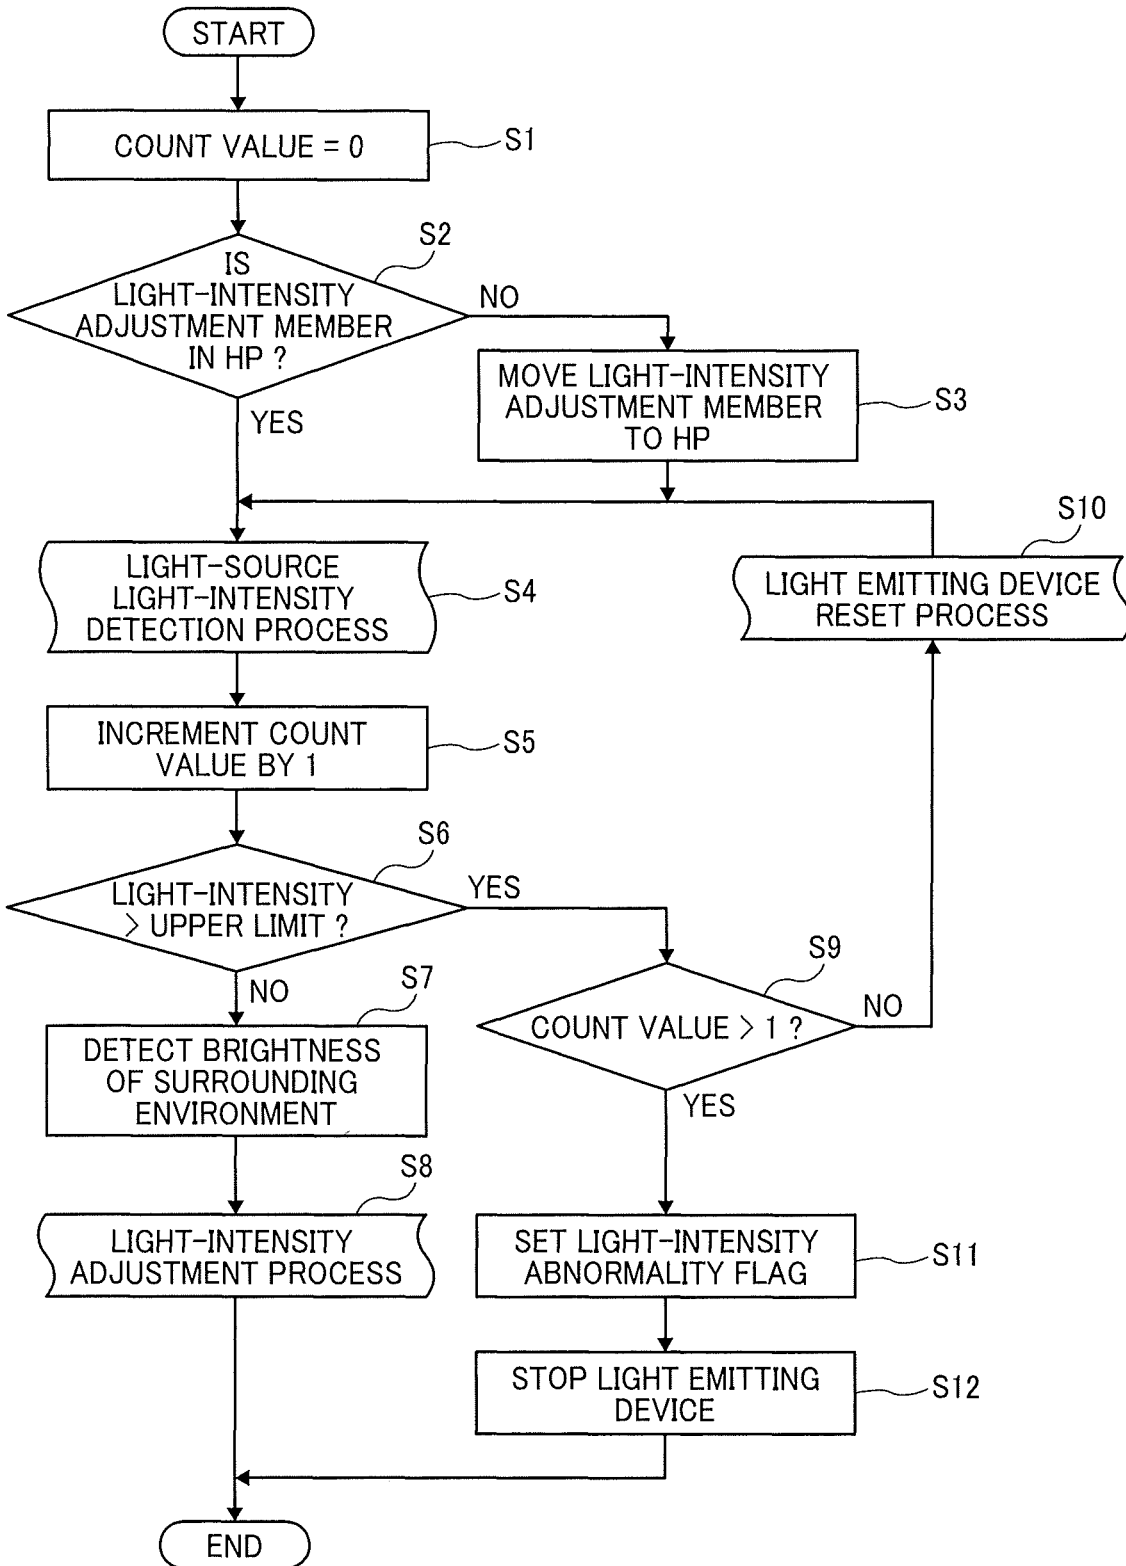 START
COUNT VALUE = 0
S1
S2
IS
LIGHT-INTENSITY
ADJUSTMENT MEMBER
IN HP ?
NO
YES
MOVE LIGHT-INTENSITY
ADJUSTMENT MEMBER
TO HP
S3
S10
LIGHT EMITTING DEVICE
RESET PROCESS
LIGHT-SOURCE
LIGHT-INTENSITY
DETECTION PROCESS
S4
INCREMENT COUNT
VALUE BY 1
S5
S6
LIGHT-INTENSITY
> UPPER LIMIT ?
YES
NO
S9
COUNT VALUE > 1 ?
NO
YES
S7
DETECT BRIGHTNESS
OF SURROUNDING
ENVIRONMENT
S8
LIGHT-INTENSITY
ADJUSTMENT PROCESS
SET LIGHT-INTENSITY
ABNORMALITY FLAG
S11
STOP LIGHT EMITTING
DEVICE
S12
END